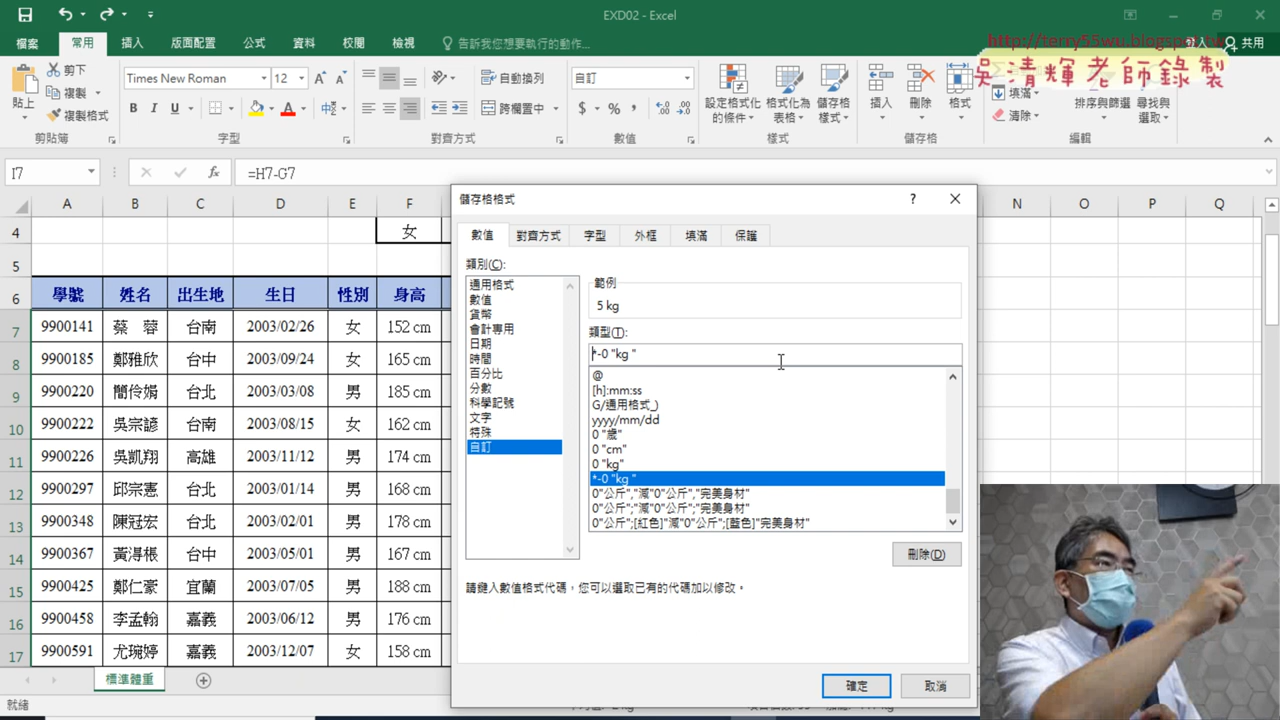 EXD02 - Excel
http://terry55wu.blogspot.tw
登入 共用
吳清輝老師錄製
檔案 常用 插入 版面配置 公式 資料 校閱 檢視 告訴我您想要執行的動作...
貼上 剪下 複製 複製格式 剪貼簿
Times New Roman 12 B I U 字型
自動換列 跨欄置中 對齊方式
自訂 $ % 數值
設定格式化的條件 格式化為表格 儲存格樣式 樣式
插入 刪除 格式 儲存格
填滿 清除 排序與篩選 尋找與選取 編輯
I7 fx =H7-G7
A B C D E F N O P Q
4 女
5
6 學號 姓名 出生地 生日 性別 身高
7 9900141 蔡 蓉 台南 2003/02/26 女 152 cm
8 9900185 鄭雅欣 台中 2003/09/24 女 165 cm
9 9900220 簡伶娟 台北 2003/03/08 男 185 cm
10 9900222 吳宗諺 台南 2003/08/15 女 162 cm
11 9900226 吳凱翔 高雄 2003/11/12 男 174 cm
12 9900297 邱宗憲 台北 2003/01/14 男 168 cm
13 9900348 陳冠宏 台北 2003/02/01 男 178 cm
14 9900367 黃淂根 台中 2003/05/01 男 167 cm
15 9900425 鄭仁豪 宜蘭 2003/07/05 男 188 cm
16 9900458 李孟翰 嘉義 2003/06/12 男 176 cm
17 9900591 尤琬婷 嘉義 2003/12/07 女 158 cm
標準體重
就緒
儲存格格式 ?
數值 對齊方式 字型 外框 填滿 保護
類別(C):
通用格式
數值
貨幣
會計專用
日期
時間
百分比
分數
科學記號
文字
特殊
自訂
範例
5 kg
類型(T):
*-0 "kg "
@
[h]:mm:ss
G/通用格式_)
yyyy/mm/dd
0 "歲"
0 "cm"
0 "kg"
*-0 "kg "
0"公斤";"減"0"公斤";"完美身材"
0"公斤";"減"0"公斤";"完美身材"
0"公斤";[紅色]"減"0"公斤";[藍色]"完美身材"
刪除(D)
請鍵入數值格式代碼，您可以選取已有的代碼加以修改。
確定 取消